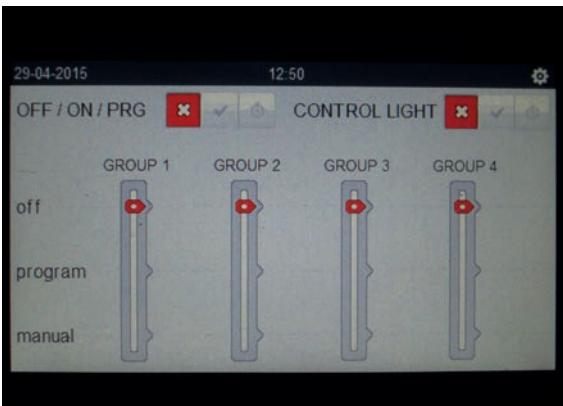 29-04-2015 12:50
OFF / ON / PRG CONTROL LIGHT
GROUP 1 GROUP 2 GROUP 3 GROUP 4
off
program
manual